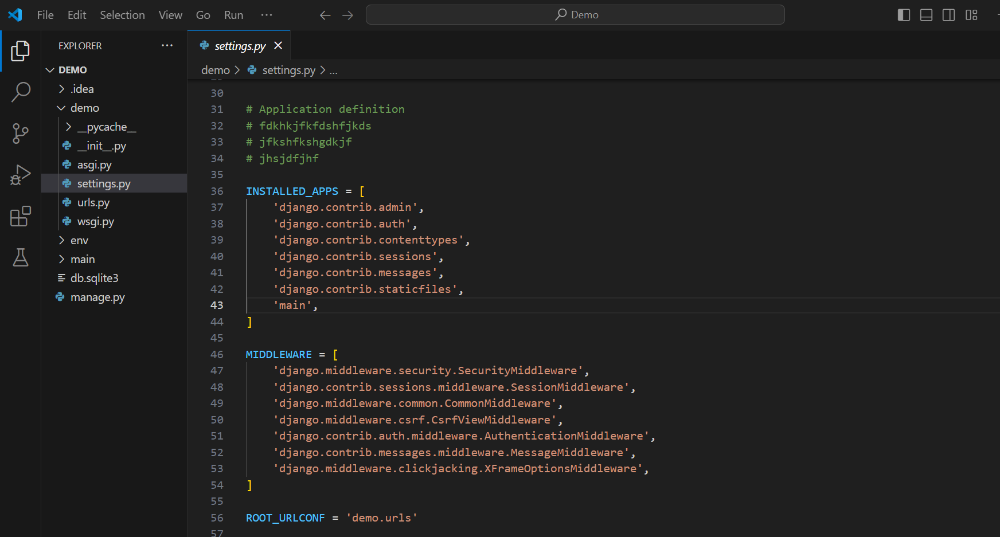 File Edit Selection View Go Run ··· Demo
EXPLORER ···
DEMO
.idea
demo
__pycache__
__init__.py
asgi.py
settings.py
urls.py
wsgi.py
env
main
db.sqlite3
manage.py
settings.py
demo > settings.py > ...
30
31 # Application definition
32 # fdkhkjfkfdshfjkds
33 # jfkshfkshgdkjf
34 # jhsjdfjhf
35
36 INSTALLED_APPS = [
37 'django.contrib.admin',
38 'django.contrib.auth',
39 'django.contrib.contenttypes',
40 'django.contrib.sessions',
41 'django.contrib.messages',
42 'django.contrib.staticfiles',
43 'main',
44 ]
45
46 MIDDLEWARE = [
47 'django.middleware.security.SecurityMiddleware',
48 'django.contrib.sessions.middleware.SessionMiddleware',
49 'django.middleware.common.CommonMiddleware',
50 'django.middleware.csrf.CsrfViewMiddleware',
51 'django.contrib.auth.middleware.AuthenticationMiddleware',
52 'django.contrib.messages.middleware.MessageMiddleware',
53 'django.middleware.clickjacking.XFrameOptionsMiddleware',
54 ]
55
56 ROOT_URLCONF = 'demo.urls'
57